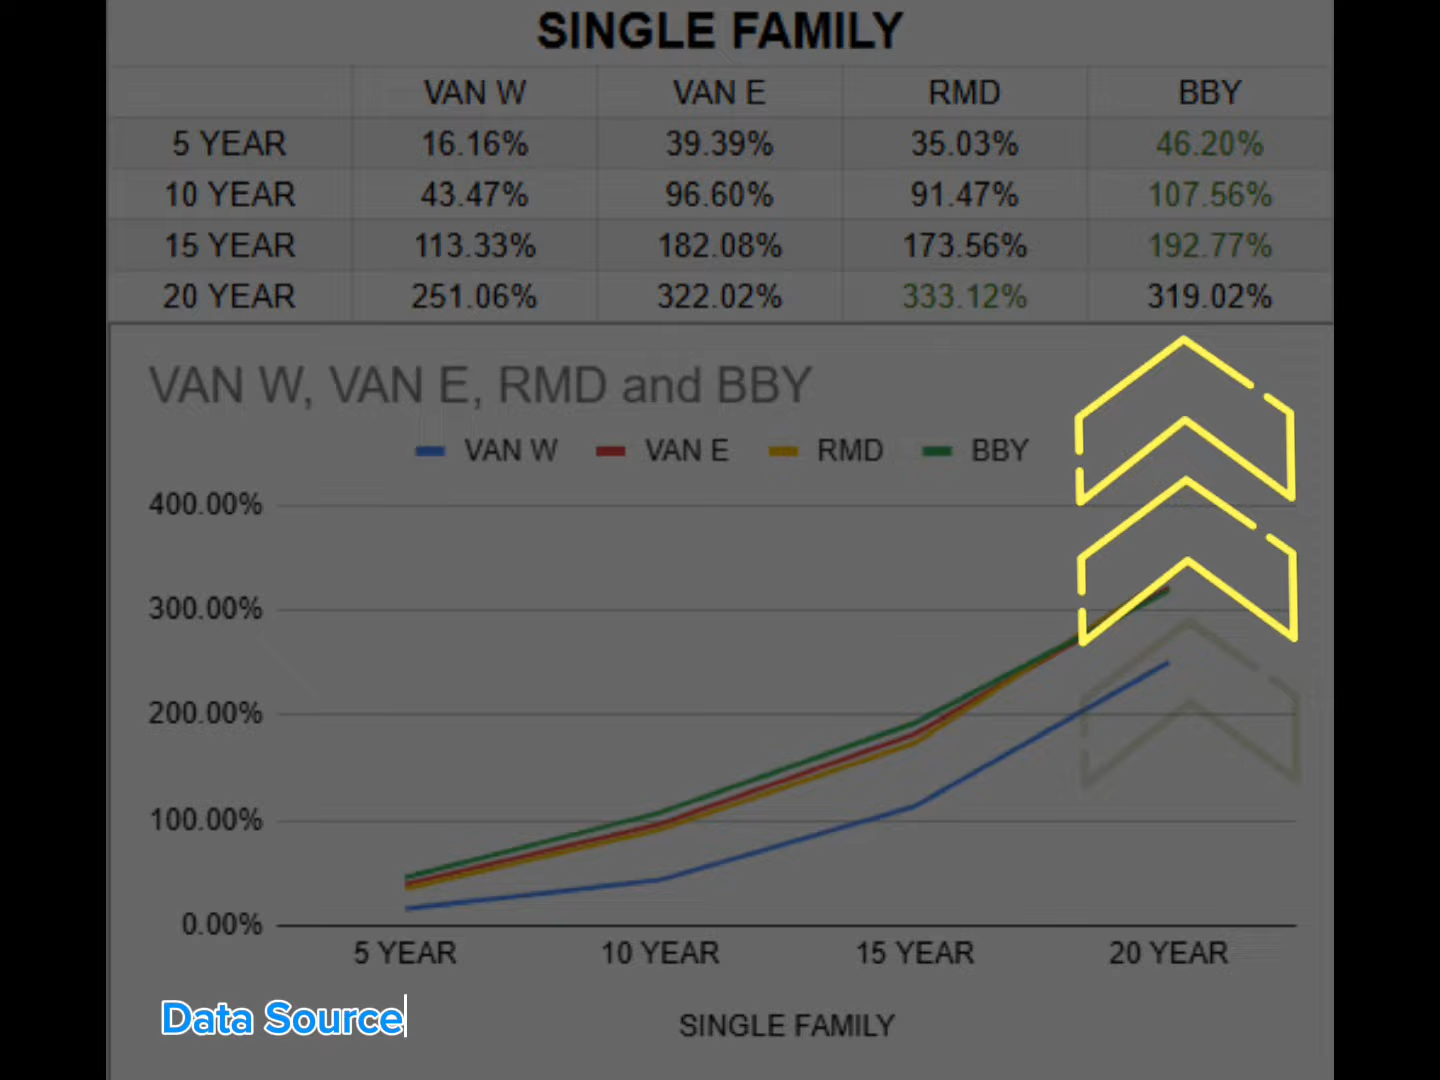 SINGLE FAMILY
VAN W VAN E RMD BBY
5 YEAR 16.16% 39.39% 35.03% 46.20%
10 YEAR 43.47% 96.60% 91.47% 107.56%
15 YEAR 113.33% 182.08% 173.56% 192.77%
20 YEAR 251.06% 322.02% 333.12% 319.02%
VAN W, VAN E, RMD and BBY
VAN W VAN E RMD BBY
400.00%
300.00%
200.00%
100.00%
0.00%
5 YEAR 10 YEAR 15 YEAR 20 YEAR
Data Source
SINGLE FAMILY